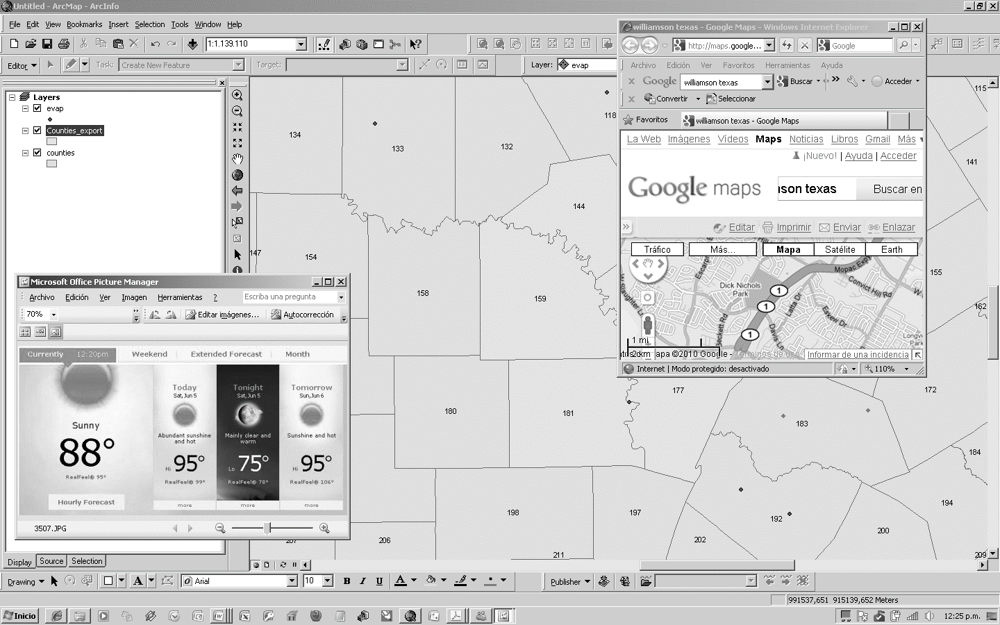 Untitled - ArcMap - ArcInfo
File Edit View Bookmarks Insert Selection Tools Window Help
1:1.139.110
Editor Task: Create New Feature Target: Layer: evap
Layers
evap
Counties_export
counties
134
133
132
118
144
147
154
158
159
180
181
198
197
206
207
211
202
192
200
194
209
184
183
172
177
162
155
141
115
williamson texas - Google Maps - Windows Internet Explorer
http://maps.google... Google
Archivo Edición Ver Favoritos Herramientas Ayuda
Google williamson texas Buscar Acceder
Convertir Seleccionar
Favoritos williamson texas - Google Maps
La Web Imágenes Vídeos Maps Noticias Libros Gmail Más
¡Nuevo! | Ayuda | Acceder
Google maps nson texas Buscar en
Editar Imprimir Enviar Enlazar
Tráfico Más... Mapa Satélite Earth
Mopac Expy
Convict Hill Rd
Dick Nichols
Park
1
1
1
Latta Dr
Eskew Dr
Davis Ln
Beckett Rd
W Slaughter Ln
Longv
Park
1 mi
2 km apa ©2010 Google - Términos de uso Informar de una incidencia
Internet | Modo protegido: desactivado 110%
Microsoft Office Picture Manager
Archivo Edición Ver Imagen Herramientas ? Escriba una pregunta
70% Editar imágenes... Autocorrección
Currently 12:20pm Weekend Extended Forecast Month
Sunny
88°
RealFeel® 95°
Hourly Forecast
Today
Sat, Jun 5
Abundant sunshine
and hot
Hi 95°
RealFeel® 99°
more
Tonight
Sat, Jun 5
Mainly clear and
warm
Lo 75°
RealFeel® 78°
more
Tomorrow
Sun, Jun 6
Sunshine and hot
Hi 95°
RealFeel® 106°
more
3507.JPG
Display Source Selection
Drawing Arial 10 B I U A Publisher
991537,651 915139,652 Meters
Inicio 12:25 p.m.